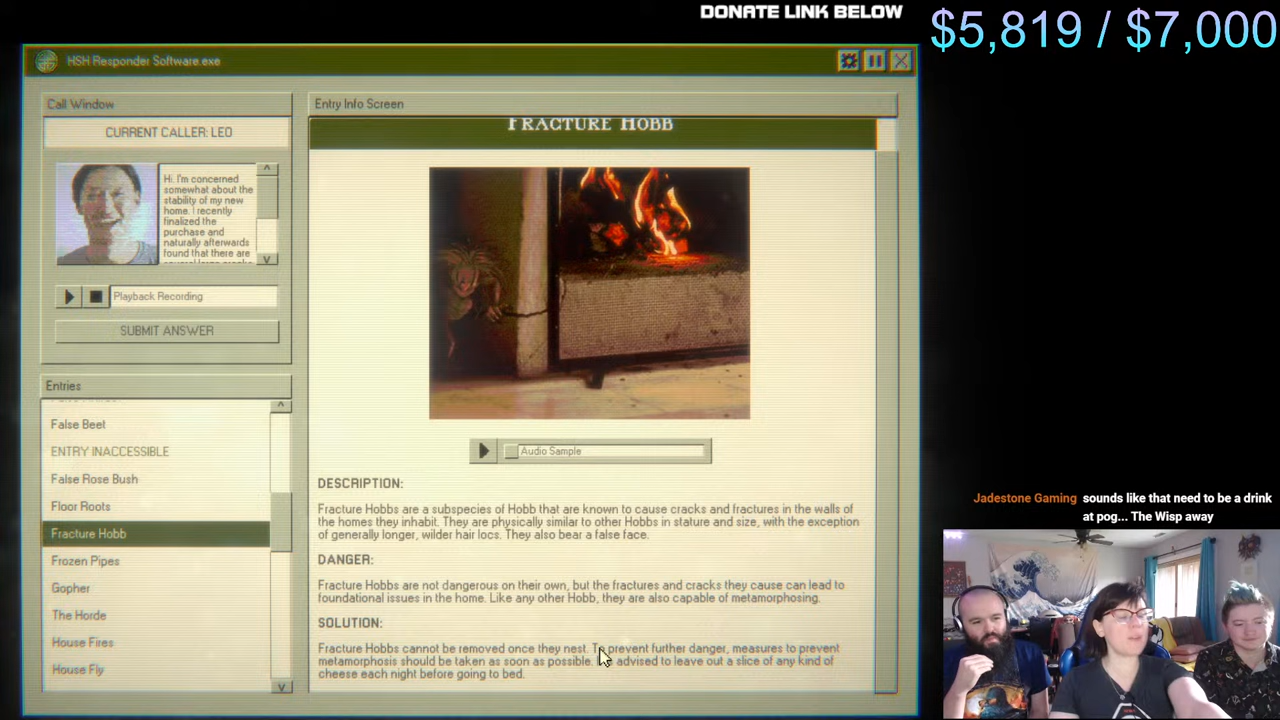 DONATE LINK BELOW
$5,819 / $7,000
HSH Responder Software.exe
Call Window
CURRENT CALLER: LEO
Hi. I'm concerned
somewhat about the
stability of my new
home. I recently
finalized the
purchase and
naturally afterwards
found that there are
Playback Recording
SUBMIT ANSWER
Entries
False Beet
ENTRY INACCESSIBLE
False Rose Bush
Floor Roots
Fracture Hobb
Frozen Pipes
Gopher
The Horde
House Fires
House Fly
Entry Info Screen
FRACTURE HOBB
Audio Sample
DESCRIPTION:
Fracture Hobbs are a subspecies of Hobb that are known to cause cracks and fractures in the walls of
the homes they inhabit. They are physically similar to other Hobbs in stature and size, with the exception
of generally longer, wilder hair locs. They also bear a false face.
DANGER:
Fracture Hobbs are not dangerous on their own, but the fractures and cracks they cause can lead to
foundational issues in the home. Like any other Hobb, they are also capable of metamorphosing.
SOLUTION:
Fracture Hobbs cannot be removed once they nest. To prevent further danger, measures to prevent
metamorphosis should be taken as soon as possible. advised to leave out a slice of any kind of
cheese each night before going to bed.
Jadestone Gaming sounds like that need to be a drink
at pog... The Wisp away